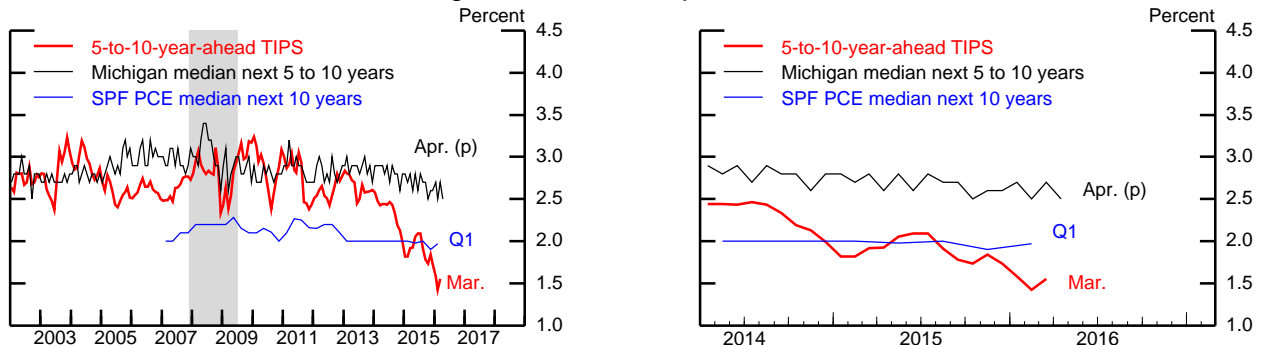 Percent
5-to-10-year-ahead TIPS
Michigan median next 5 to 10 years
SPF PCE median next 10 years
Apr. (p)
Q1
Mar.
4.5
4.0
3.5
3.0
2.5
2.0
1.5
1.0
2003 2005 2007 2009 2011 2013 2015 2017
Percent
5-to-10-year-ahead TIPS
Michigan median next 5 to 10 years
SPF PCE median next 10 years
Apr. (p)
Q1
Mar.
4.5
4.0
3.5
3.0
2.5
2.0
1.5
1.0
2014 2015 2016